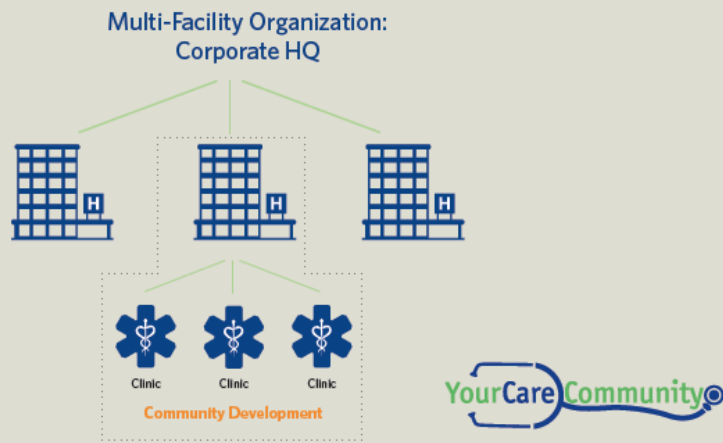 Multi-Facility Organization:
Corporate HQ
H
H
H
Clinic
Clinic
Clinic
Community Development
YourCareCommunity